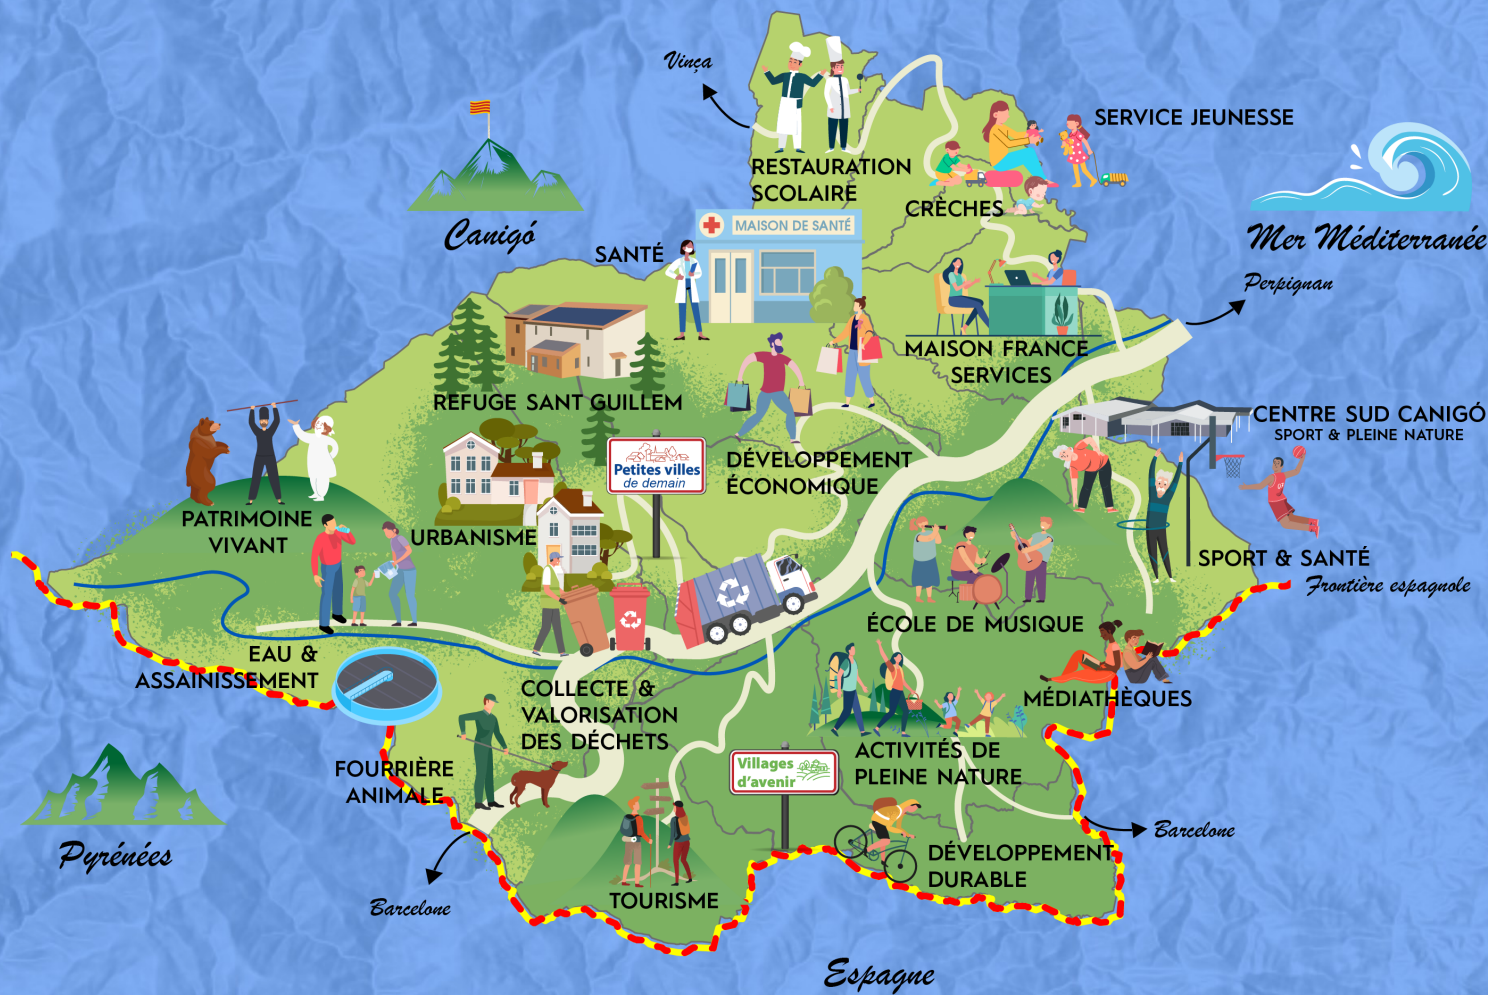 Vinça
SERVICE JEUNESSE
RESTAURATION
SCOLAIRE
CRÈCHES
Canigó
MAISON DE SANTÉ
SANTÉ
Mer Méditerranée
Perpignan
MAISON FRANCE
SERVICES
REFUGE SANT GUILLEM
CENTRE SUD CANIGÓ
SPORT & PLEINE NATURE
Petites villes
de demain
DÉVELOPPEMENT
ÉCONOMIQUE
PATRIMOINE
VIVANT
URBANISME
SPORT & SANTÉ
Frontière espagnole
ÉCOLE DE MUSIQUE
EAU &
ASSAINISSEMENT
COLLECTE &
VALORISATION
DES DÉCHETS
MÉDIATHÈQUES
ACTIVITÉS DE
PLEINE NATURE
Villages
d'avenir
FOURRIÈRE
ANIMALE
Pyrénées
Barcelone
DÉVELOPPEMENT
DURABLE
TOURISME
Barcelone
Espagne